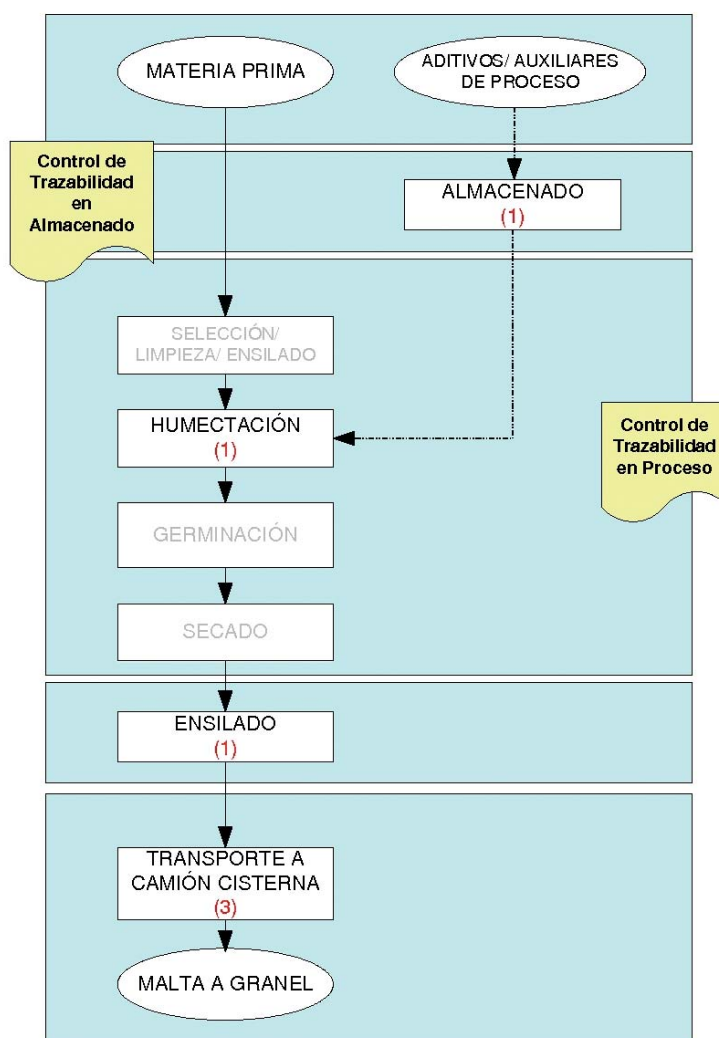 MATERIA PRIMA
ADITIVOS/ AUXILIARES
DE PROCESO
Control de
Trazabilidad
en
Almacenado
ALMACENADO
(1)
SELECCIÓN/
LIMPIEZA/ ENSILADO
HUMECTACIÓN
(1)
Control de
Trazabilidad
en Proceso
GERMINACIÓN
SECADO
ENSILADO
(1)
TRANSPORTE A
CAMIÓN CISTERNA
(3)
MALTA A GRANEL